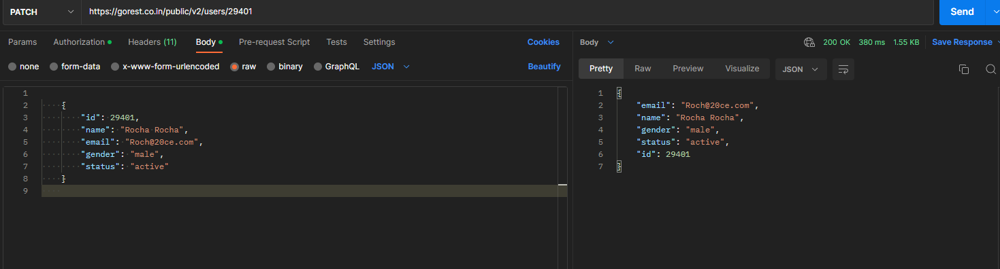 PATCH https://gorest.co.in/public/v2/users/29401 Send
Params Authorization Headers (11) Body Pre-request Script Tests Settings Cookies
none form-data x-www-form-urlencoded raw binary GraphQL JSON Beautify
1
2 {
3 "id": 29401,
4 "name": "Rocha Rocha",
5 "email": "Roch@20ce.com",
6 "gender": "male",
7 "status": "active"
8 }
9
Body 200 OK 380 ms 1.55 KB Save Response
Pretty Raw Preview Visualize JSON
1 {
2 "email": "Roch@20ce.com",
3 "name": "Rocha Rocha",
4 "gender": "male",
5 "status": "active",
6 "id": 29401
7 }